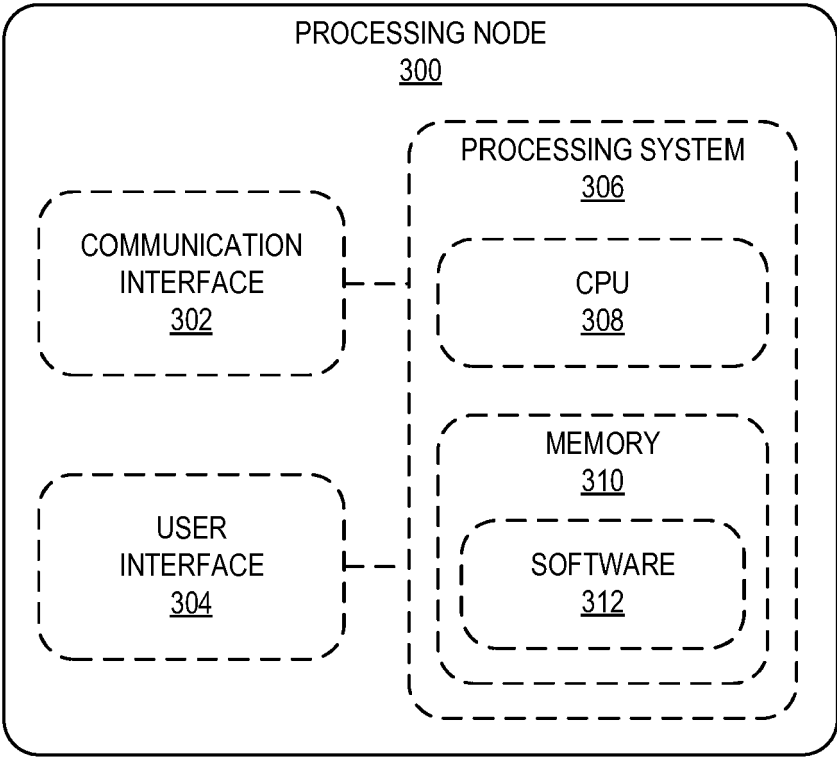 PROCESSING NODE
300
COMMUNICATION
INTERFACE
302
USER
INTERFACE
304
PROCESSING SYSTEM
306
CPU
308
MEMORY
310
SOFTWARE
312